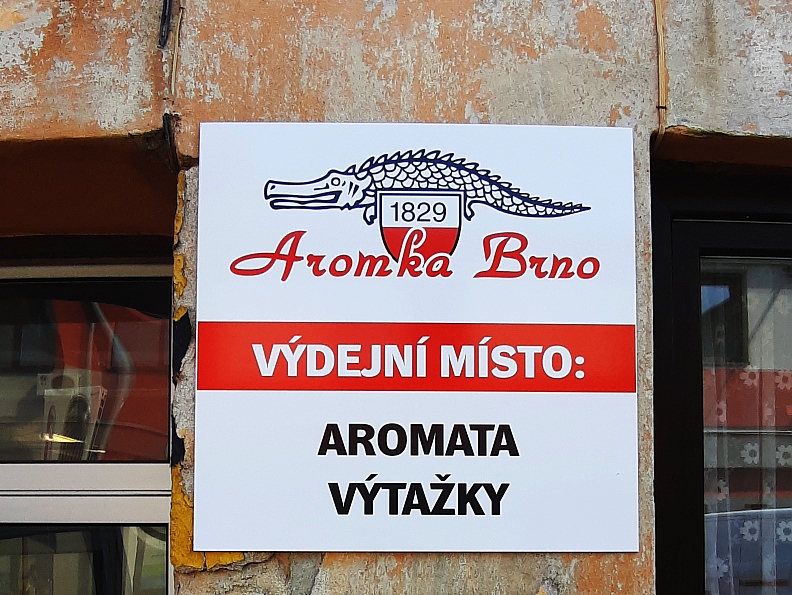 1829
Aromka Brno
VÝDEJNÍ MÍSTO:
AROMATA
VÝTAŽKY